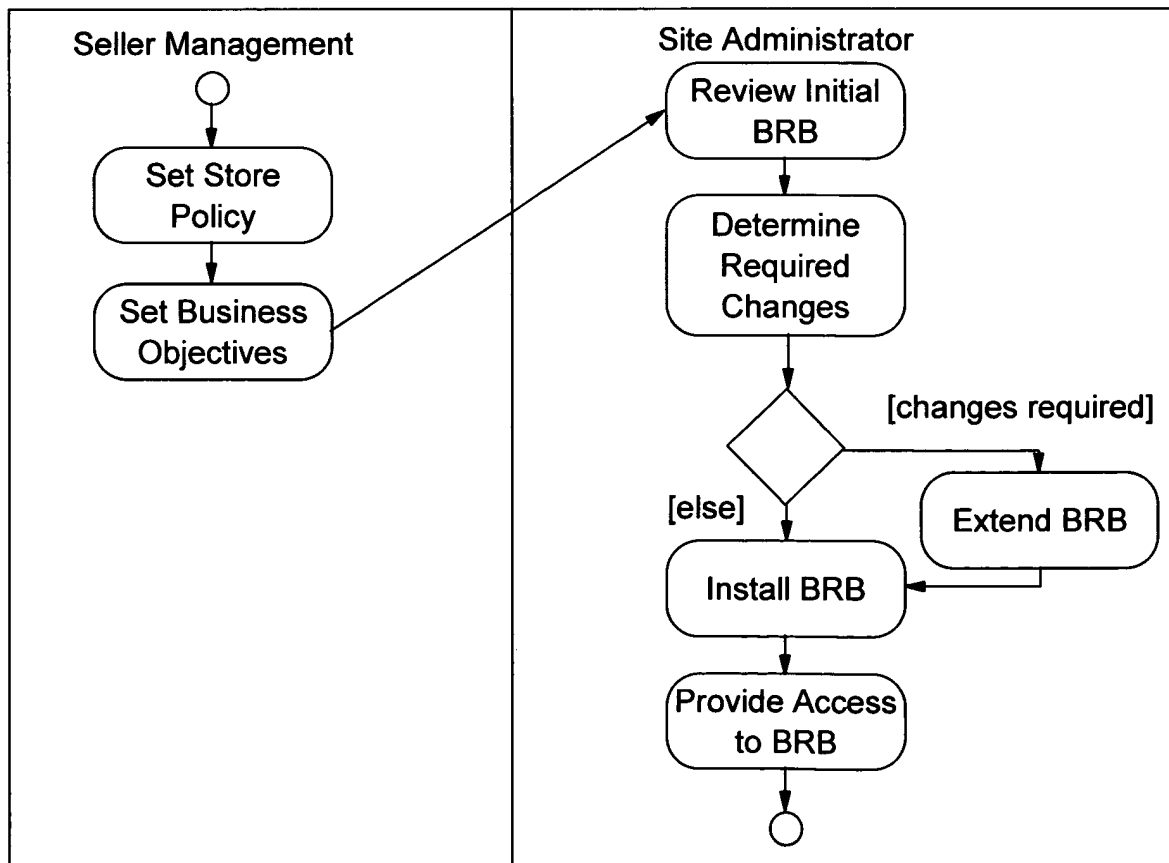 Seller Management
Set Store
Policy
Set Business
Objectives
Site Administrator
Review Initial
BRB
Determine
Required
Changes
[changes required]
[else]
Extend BRB
Install BRB
Provide Access
to BRB